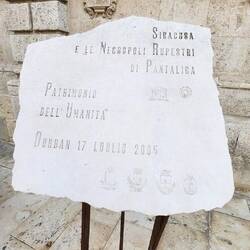 Siracusa
e le Necropoli Rupestri
di Pantalica
Patrimonio
dell'Umanità
Durban 17 luglio 2005